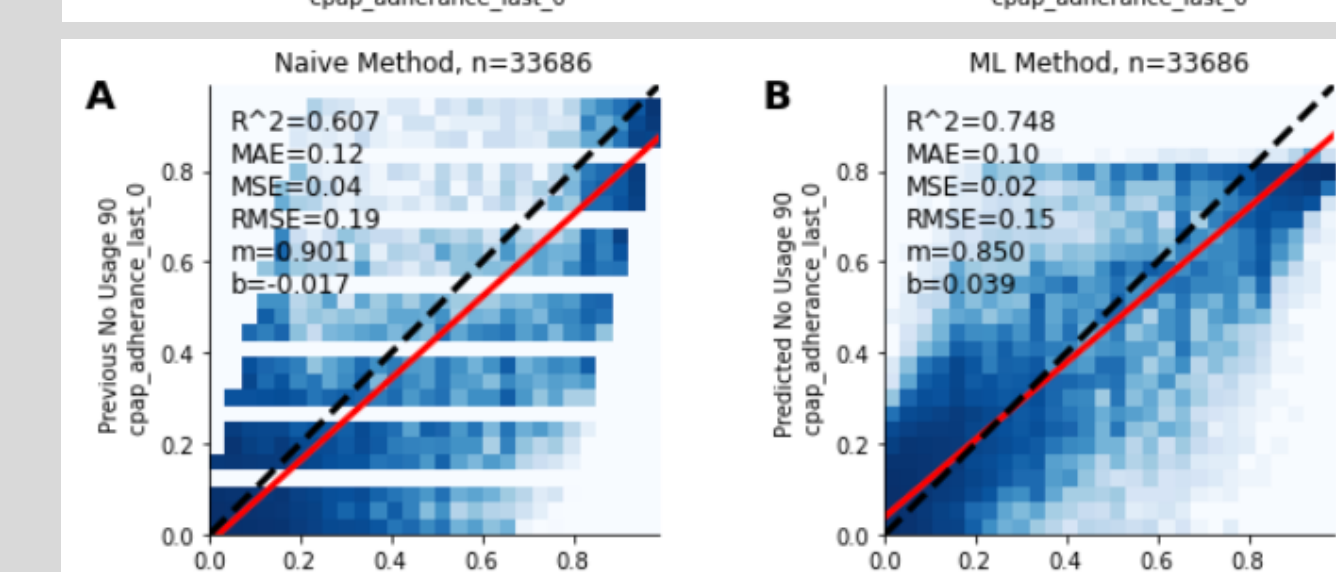 cpap_adherance_last_0
cpap_adherance_last_0
A
Naive Method, n=33686
R^2=0.607
MAE=0.12
MSE=0.04
RMSE=0.19
m=0.901
b=-0.017
Previous No Usage 90
cpap_adherance_last_0
0.8
0.6
0.4
0.2
0.0
0.0
0.2
0.4
0.6
0.8
B
ML Method, n=33686
R^2=0.748
MAE=0.10
MSE=0.02
RMSE=0.15
m=0.850
b=0.039
Predicted No Usage 90
cpap_adherance_last_0
0.8
0.6
0.4
0.2
0.0
0.0
0.2
0.4
0.6
0.8